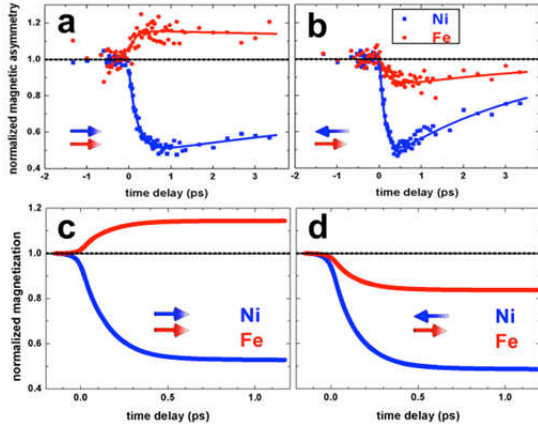 a
b
Ni
Fe
normalized magnetic asymmetry
1.2
1.0
0.8
0.6
0.4
-2 -1 0 1 2 3
time delay (ps)
-2 -1 0 1 2 3
time delay (ps)
c
d
normalized magnetization
1.2
1.0
0.8
0.6
0.4
Ni
Fe
Ni
Fe
0.0 0.5 1.0
time delay (ps)
0.0 0.5 1.0
time delay (ps)